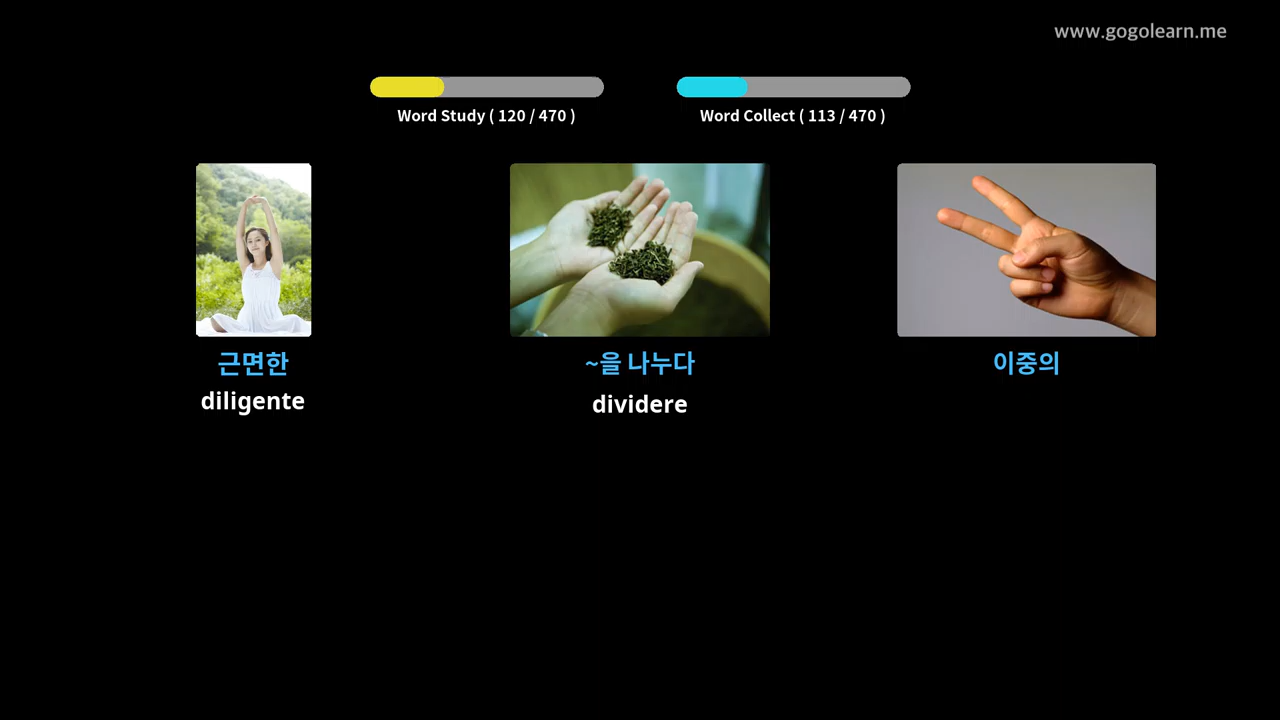 www.gogolearn.me
Word Study ( 120 / 470 )
Word Collect ( 113 / 470 )
근면한
diligente
~을 나누다
dividere
이중의